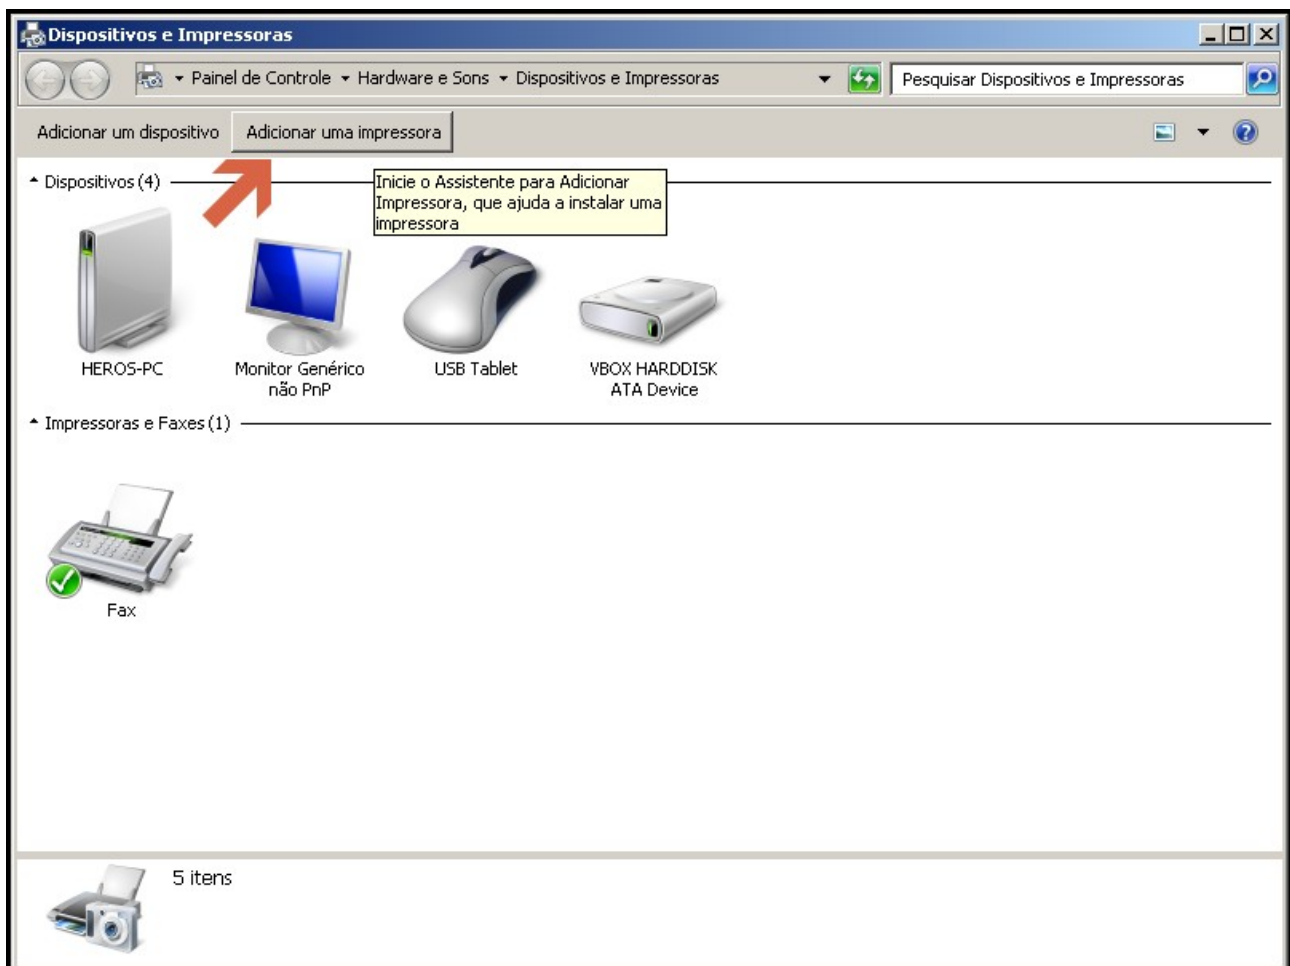 Dispositivos e Impressoras
Painel de Controle Hardware e Sons Dispositivos e Impressoras
Pesquisar Dispositivos e Impressoras
Adicionar um dispositivo Adicionar uma impressora
Dispositivos (4)
Inicie o Assistente para Adicionar
Impressora, que ajuda a instalar uma
impressora
HEROS-PC
Monitor Genérico
não PnP
USB Tablet
VBOX HARDDISK
ATA Device
Impressoras e Faxes (1)
Fax
5 itens